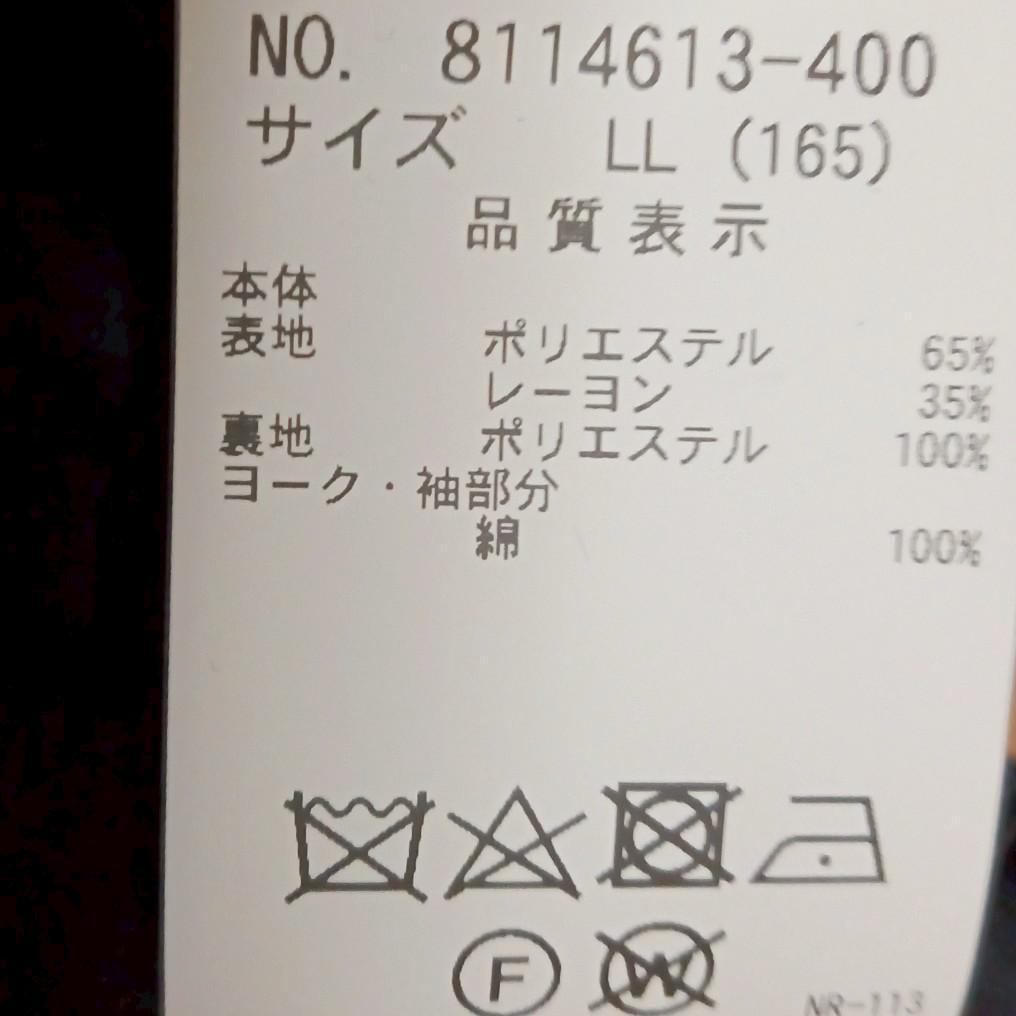 NO. 8114613-400
サイズ LL (165)
品質表示
本体
表地 ポリエステル 65%
レーヨン 35%
裏地 ポリエステル 100%
ヨーク・袖部分
綿 100%
F W
NR-113